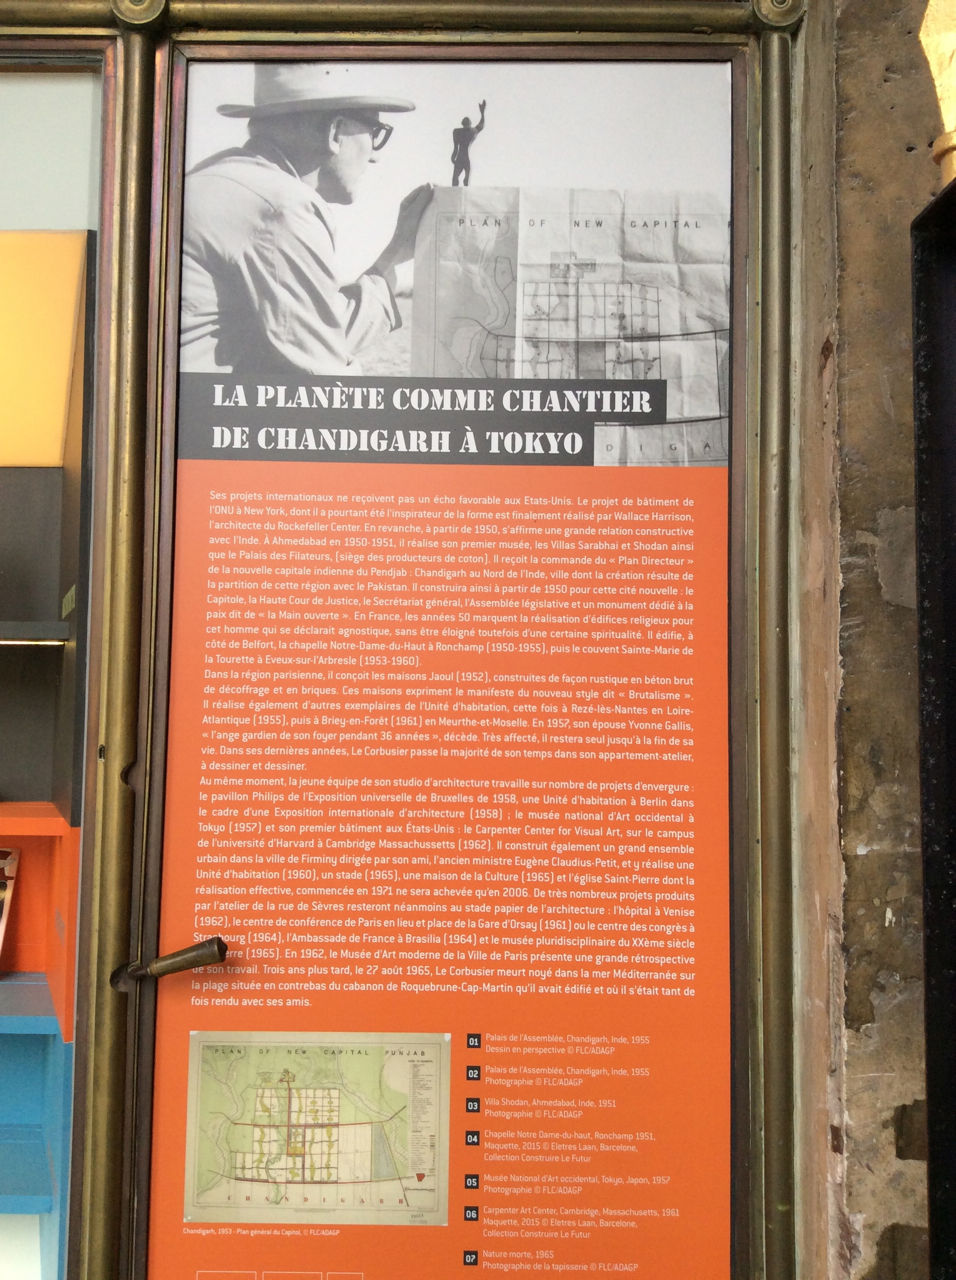 PLAN OF NEW CAPITAL
LA PLANÈTE COMME CHANTIER
DE CHANDIGARH À TOKYO
D I G A
Ses projets internationaux ne reçoivent pas un écho favorable aux Etats-Unis. Le projet de bâtiment de
l'ONU à New York, dont il a pourtant été l'inspirateur de la forme est finalement réalisé par Wallace Harrison,
l'architecte du Rockefeller Center. En revanche, à partir de 1950, s'affirme une grande relation constructive
avec l'Inde. À Ahmedabad en 1950-1951, il réalise son premier musée, les Villas Sarabhai et Shodan ainsi
que le Palais des Filateurs, (siège des producteurs de coton). Il reçoit la commande du « Plan Directeur »
de la nouvelle capitale indienne du Pendjab : Chandigarh au Nord de l'Inde, ville dont la création résulte de
la partition de cette région avec le Pakistan. Il construira ainsi à partir de 1950 pour cette cité nouvelle : le
Capitole, la Haute Cour de Justice, le Secrétariat général, l'Assemblée législative et un monument dédié à la
paix dit de « la Main ouverte ». En France, les années 50 marquent la réalisation d'édifices religieux pour
cet homme qui se déclarait agnostique, sans être éloigné toutefois d'une certaine spiritualité. Il édifie, à
côté de Belfort, la chapelle Notre-Dame-du-Haut à Ronchamp (1950-1955), puis le couvent Sainte-Marie de
la Tourette à Eveux-sur-l'Arbresle (1953-1960).
Dans la région parisienne, il conçoit les maisons Jaoul (1952), construites de façon rustique en béton brut
de décoffrage et en briques. Ces maisons expriment le manifeste du nouveau style dit « Brutalisme ».
Il réalise également d'autres exemplaires de l'Unité d'habitation, cette fois à Rezé-lès-Nantes en Loire-
Atlantique (1955), puis à Briey-en-Forêt (1961) en Meurthe-et-Moselle. En 1957, son épouse Yvonne Gallis,
« l'ange gardien de son foyer pendant 36 années », décède. Très affecté, il restera seul jusqu'à la fin de sa
vie. Dans ses dernières années, Le Corbusier passe la majorité de son temps dans son appartement-atelier,
à dessiner et dessiner.
Au même moment, la jeune équipe de son studio d'architecture travaille sur nombre de projets d'envergure :
le pavillon Philips de l'Exposition universelle de Bruxelles de 1958, une Unité d'habitation à Berlin dans
le cadre d'une Exposition internationale d'architecture (1958) ; le musée national d'Art occidental à
Tokyo (1957) et son premier bâtiment aux États-Unis : le Carpenter Center for Visual Art, sur le campus
de l'université d'Harvard à Cambridge Massachussetts (1962). Il construit également un grand ensemble
urbain dans la ville de Firminy dirigée par son ami, l'ancien ministre Eugène Claudius-Petit, et y réalise une
Unité d'habitation (1960), un stade (1965), une maison de la Culture (1965) et l'église Saint-Pierre dont la
réalisation effective, commencée en 1971 ne sera achevée qu'en 2006. De très nombreux projets produits
par l'atelier de la rue de Sèvres resteront néanmoins au stade papier de l'architecture : l'hôpital à Venise
(1962), le centre de conférence de Paris en lieu et place de la Gare d'Orsay (1961) ou le centre des congrès à
Strasbourg (1964), l'Ambassade de France à Brasilia (1964) et le musée pluridisciplinaire du XXème siècle
(1965). En 1962, le Musée d'Art moderne de la Ville de Paris présente une grande rétrospective
de son travail. Trois ans plus tard, le 27 août 1965, Le Corbusier meurt noyé dans la mer Méditerranée sur
la plage située en contrebas du cabanon de Roquebrune-Cap-Martin qu'il avait édifié et où il s'était tant de
fois rendu avec ses amis.
PLAN OF NEW CAPITAL PUNJAB
CHANDIGARH
Chandigarh, 1953 - Plan général du Capitol, © FLC/ADAGP
01 Palais de l'Assemblée, Chandigarh, Inde, 1955
Dessin en perspective © FLC/ADAGP
02 Palais de l'Assemblée, Chandigarh, Inde, 1955
Photographie © FLC/ADAGP
03 Villa Shodan, Ahmedabad, Inde, 1951
Photographie © FLC/ADAGP
04 Chapelle Notre Dame-du-haut, Ronchamp 1951,
Maquette, 2015 © Eletres Laan, Barcelone,
Collection Construire Le Futur
05 Musée National d'Art occidental, Tokyo, Japon, 1957
Photographie © FLC/ADAGP
06 Carpenter Art Center, Cambridge, Massachusetts, 1961
Maquette, 2015 © Eletres Laan, Barcelone,
Collection Construire Le Futur
07 Nature morte, 1965
Photographie de la tapisserie © FLC/ADAGP